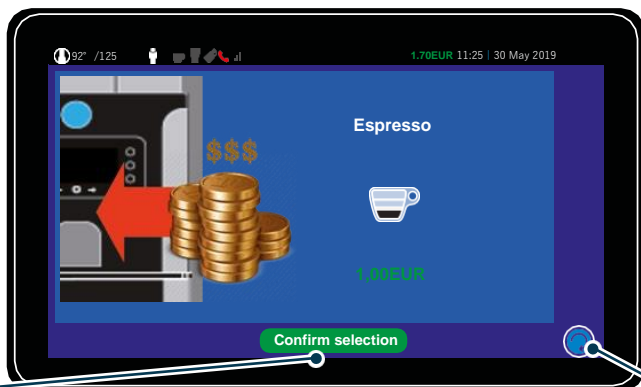 92° /125 1.70EUR 11:25 | 30 May 2019
Espresso
$$$
1,00EUR
Confirm selection